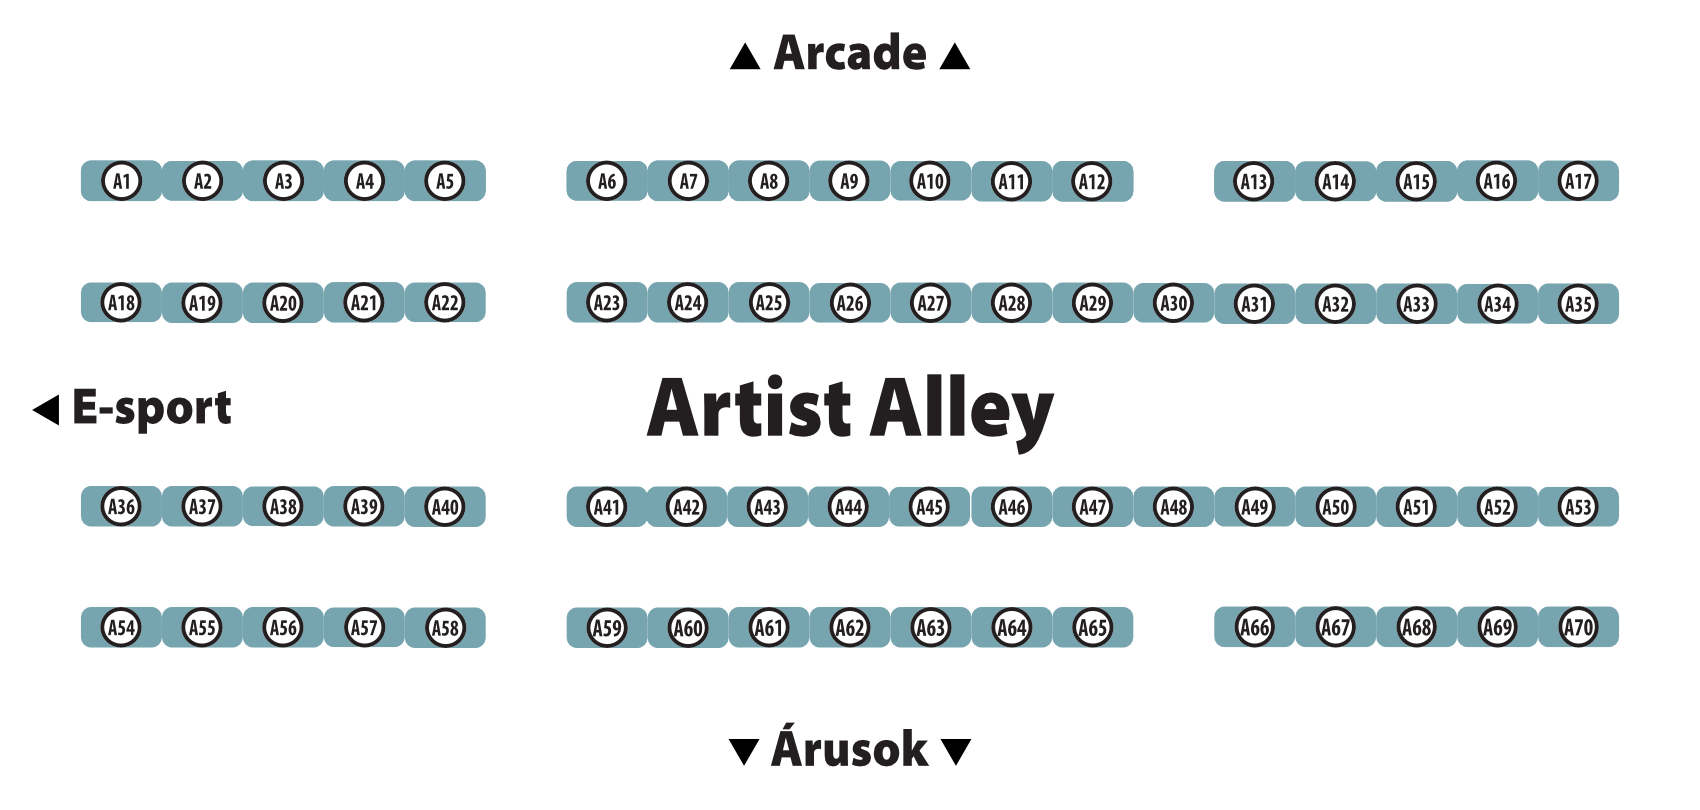 ▲ Arcade ▲
A1 A2 A3 A4 A5 A6 A7 A8 A9 A10 A11 A12 A13 A14 A15 A16 A17
A18 A19 A20 A21 A22 A23 A24 A25 A26 A27 A28 A29 A30 A31 A32 A33 A34 A35
◀ E-sport
Artist Alley
A36 A37 A38 A39 A40 A41 A42 A43 A44 A45 A46 A47 A48 A49 A50 A51 A52 A53
A54 A55 A56 A57 A58 A59 A60 A61 A62 A63 A64 A65 A66 A67 A68 A69 A70
▼ Árusok ▼